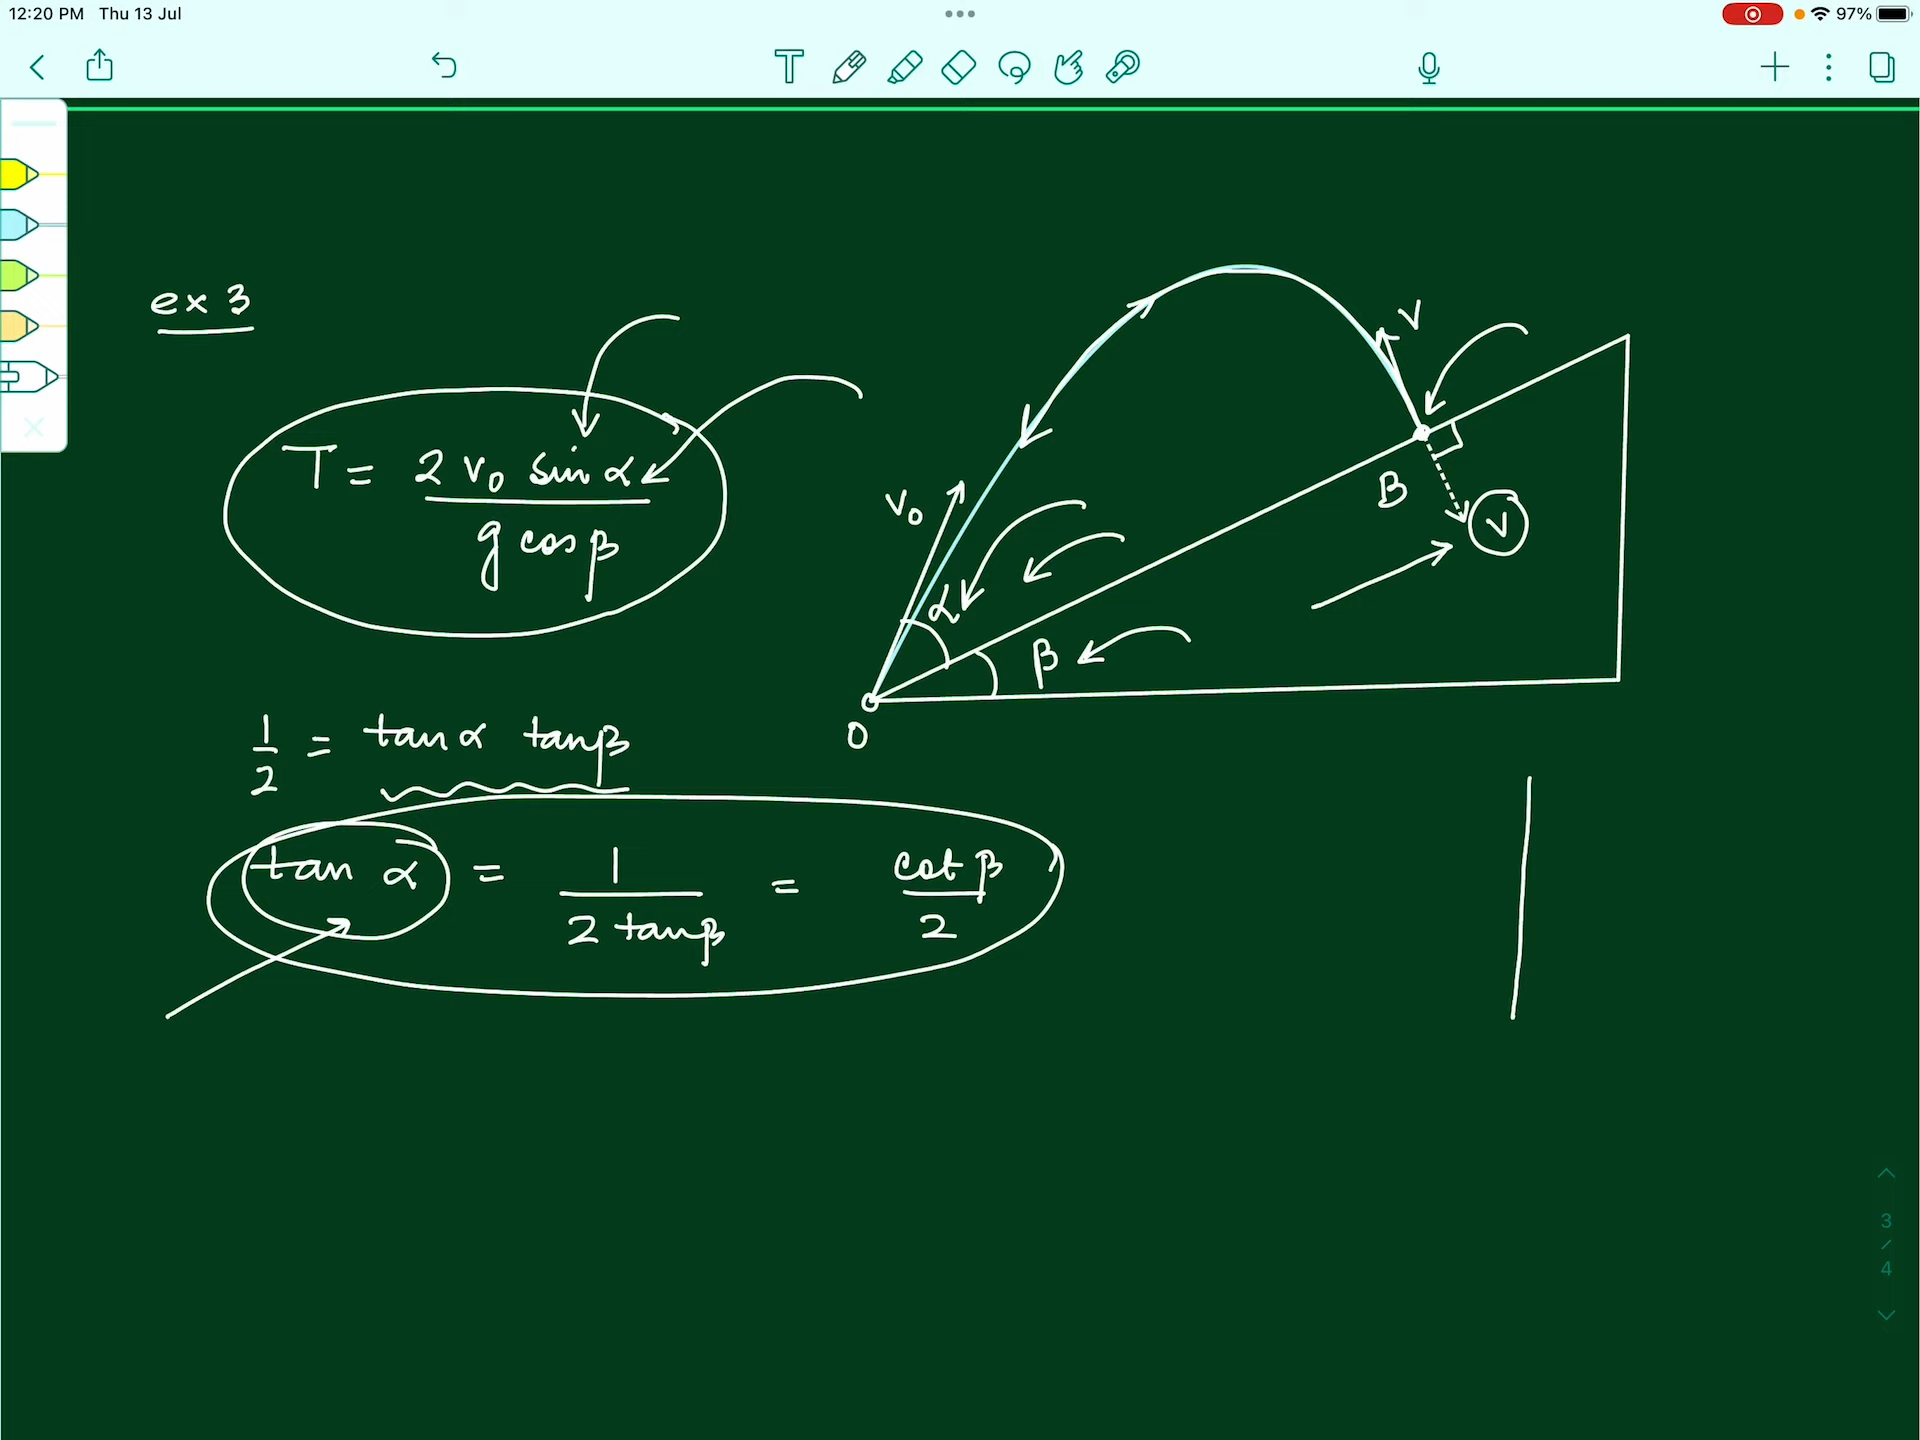 12:20 PM Thu 13 Jul
97%
T
ex 3
T = 2 v₀ sin α / g cos β
v₀
α
β
O
B
V
V
1/2 = tan α tan β
tan α = 1 / 2 tan β = cot β / 2
3 / 4